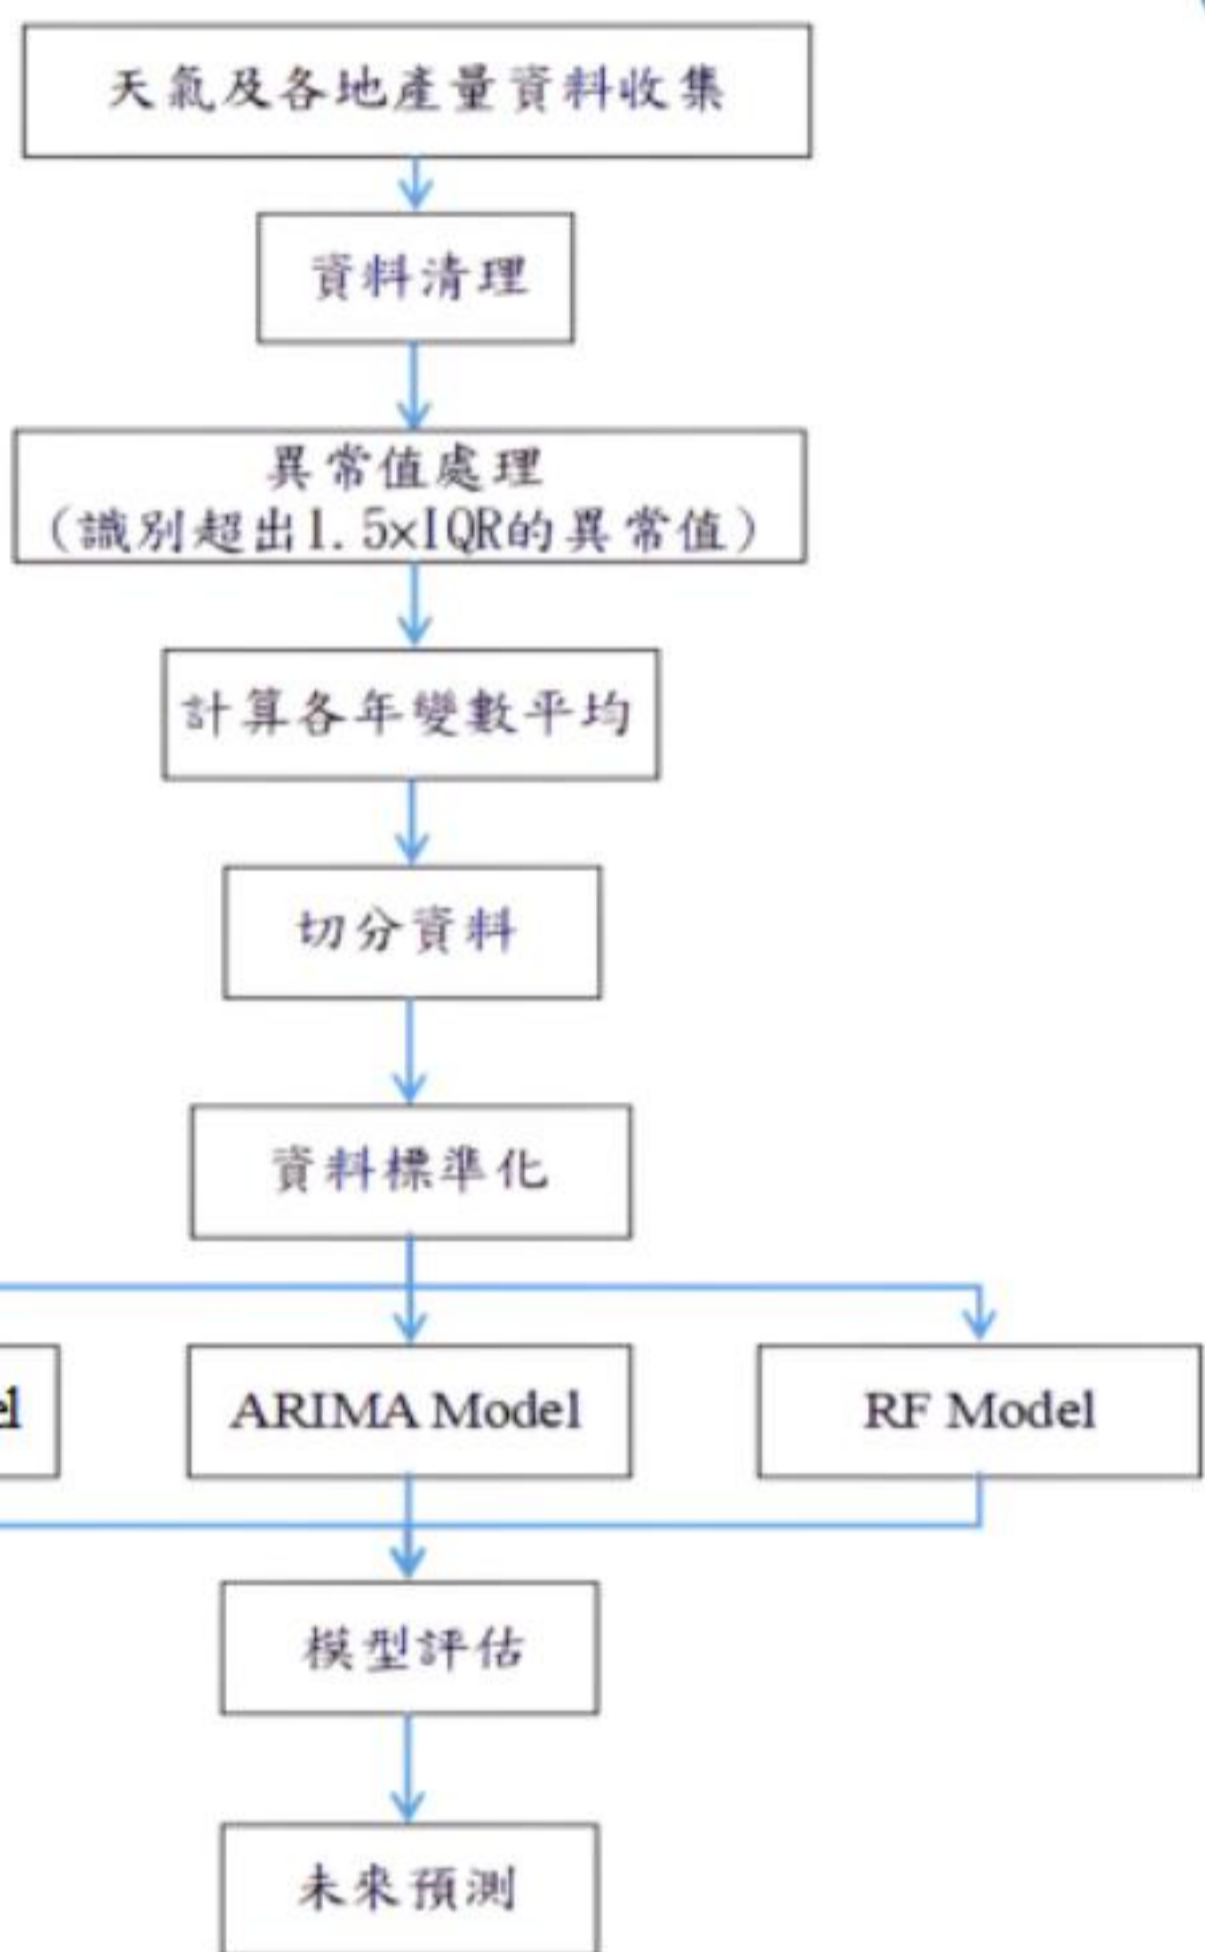 天氣及各地產量資料收集
資料清理
異常值處理
(識別超出1.5×IQR的異常值)
計算各年變數平均
切分資料
資料標準化
el
ARIMA Model
RF Model
模型評估
未來預測